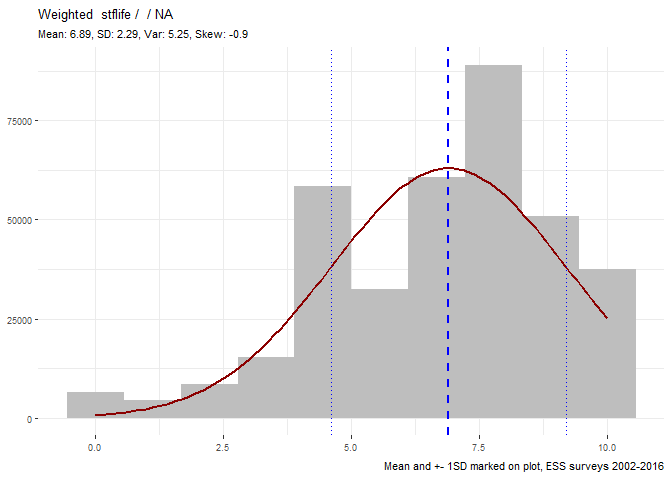 Weighted  stflife /  / NA
Mean: 6.89, SD: 2.29, Var: 5.25, Skew: -0.9
75000
50000
25000
0
0.0 2.5 5.0 7.5 10.0
Mean and +- 1SD marked on plot, ESS surveys 2002-2016